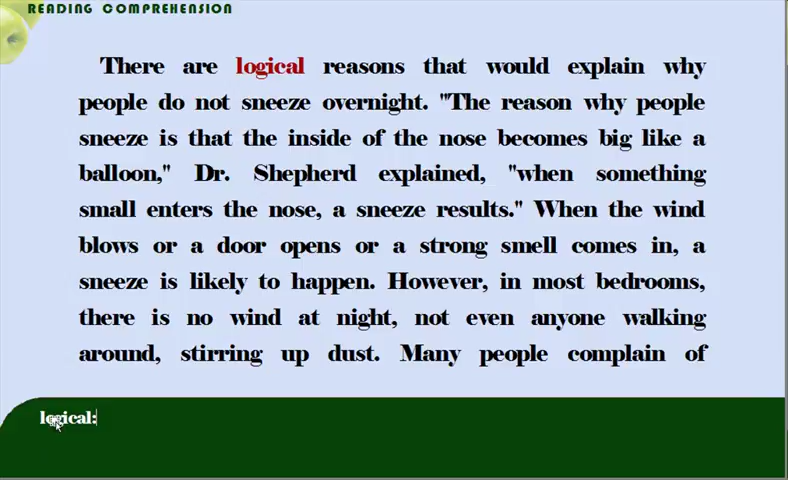 READING COMPREHENSION
There are logical reasons that would explain why
people do not sneeze overnight. "The reason why people
sneeze is that the inside of the nose becomes big like a
balloon," Dr. Shepherd explained, "when something
small enters the nose, a sneeze results." When the wind
blows or a door opens or a strong smell comes in, a
sneeze is likely to happen. However, in most bedrooms,
there is no wind at night, not even anyone walking
around, stirring up dust. Many people complain of
logical: